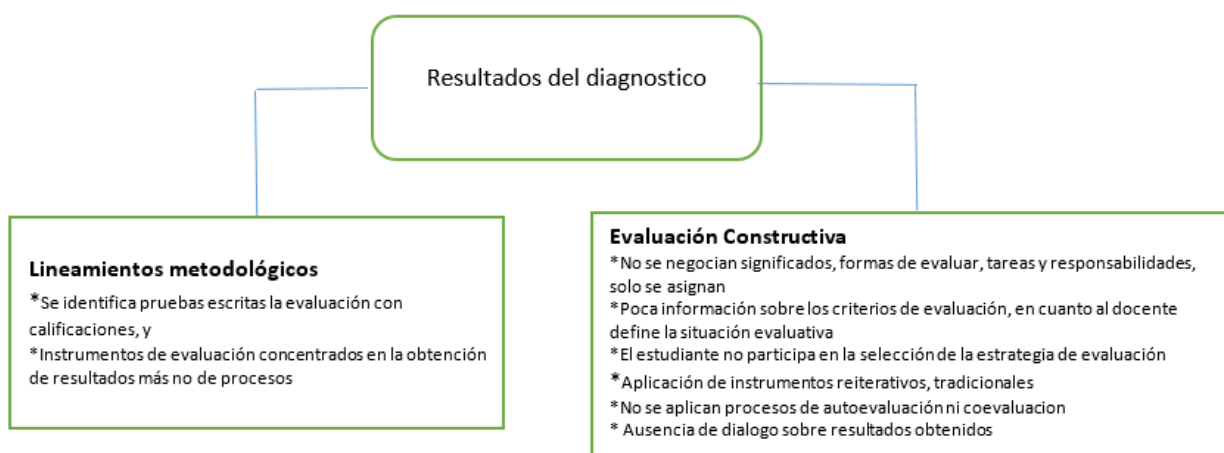 Resultados del diagnostico
Lineamientos metodológicos
*Se identifica pruebas escritas la evaluación con
calificaciones, y
*Instrumentos de evaluación concentrados en la obtención
de resultados más no de procesos
Evaluación Constructiva
*No se negocian significados, formas de evaluar, tareas y responsabilidades,
solo se asignan
*Poca información sobre los criterios de evaluación, en cuanto al docente
define la situación evaluativa
*El estudiante no participa en la selección de la estrategia de evaluación
*Aplicación de instrumentos reiterativos, tradicionales
*No se aplican procesos de autoevaluación ni coevaluacion
* Ausencia de dialogo sobre resultados obtenidos